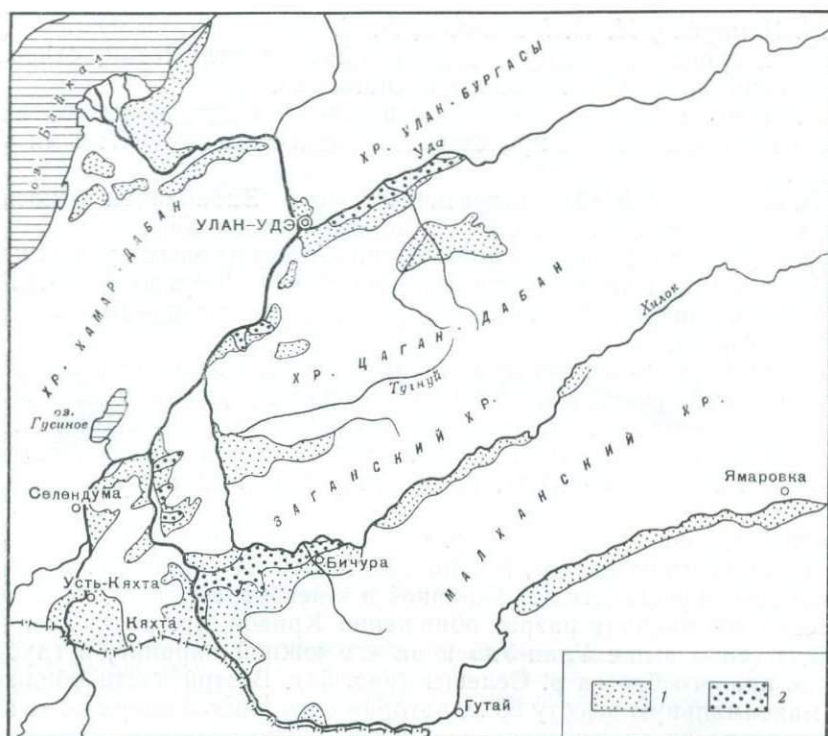 оз. Байкал
ХР. УЛАН-БУРГАСЫ
Уда
УЛАН-УДЭ
ХР. ХАМАР-ДАБАН
ХР. ЦАГАН-ДАБАН
Хилок
Тугнуй
оз.
Гусиное
ЗАГАНСКИЙ ХР.
МАЛХАНСКИЙ ХР.
Селендума
Ямаровка
Бичура
Усть-Кяхта
Кяхта
Гутай
1
2